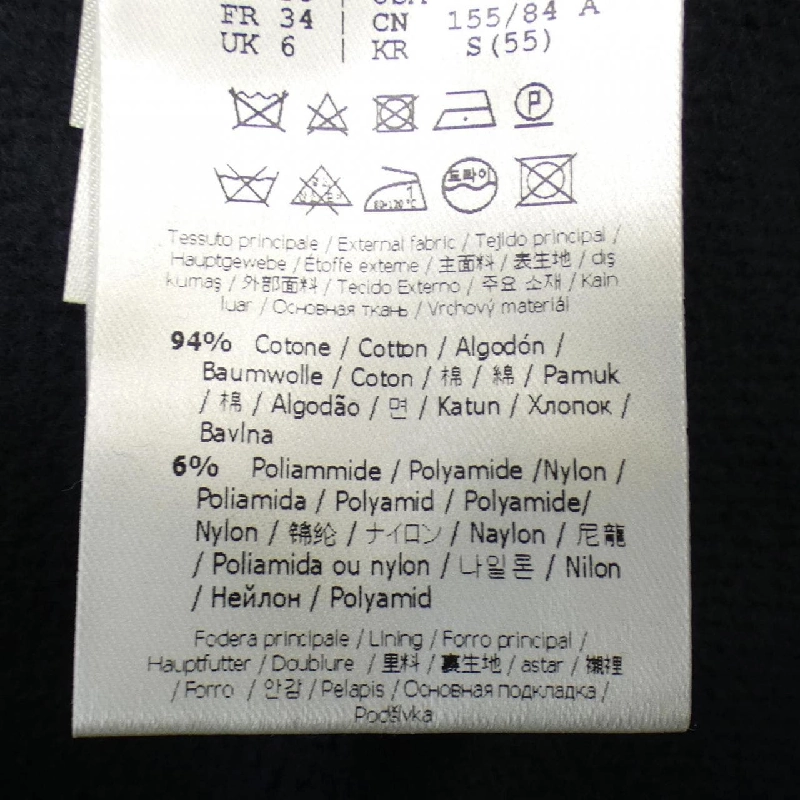 FR 34 | CN 155/84 A
UK 6 | KR S(55)
P
드라이
80~120°C
Tessuto principale / External fabric / Tejido principal /
Hauptgewebe / Étoffe externe / 主面料 / 表生地 / dış
kumaş / 外部面料 / Tecido Externo / 주요 소재 / Kain
luar / Основная ткань / Vrchový materiál
94% Cotone / Cotton / Algodón /
Baumwolle / Coton / 棉 / 綿 / Pamuk
/ 棉 / Algodão / 면 / Katun / Хлопок /
Bavlna
6% Poliammide / Polyamide /Nylon /
Poliamida / Polyamid / Polyamide/
Nylon / 锦纶 / ナイロン / Naylon / 尼龍
/ Poliamida ou nylon / 나일론 / Nilon
/ Нейлон / Polyamid
Fodera principale / Lining / Forro principal /
Hauptfutter / Doublure / 里料 / 裏生地 / astar / 襯裡
/ Forro / 안감 / Pelapis / Основная подкладка /
Podšívka